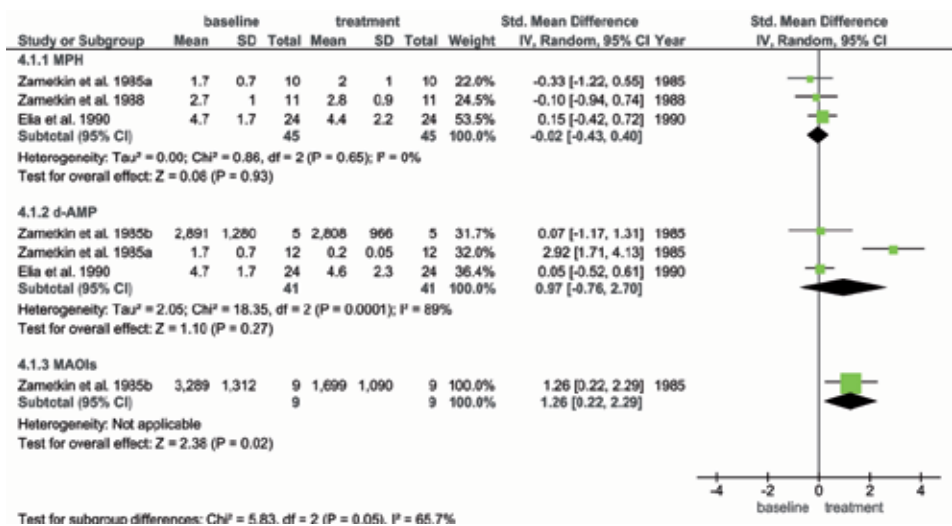 baseline treatment Std. Mean Difference Std. Mean Difference
Study or Subgroup Mean SD Total Mean SD Total Weight IV, Random, 95% CI Year IV, Random, 95% CI
4.1.1 MPH
Zametkin et al. 1985a 1.7 0.7 10 2 1 10 22.0% -0.33 [-1.22, 0.55] 1985
Zametkin et al. 1988 2.7 1 11 2.8 0.9 11 24.5% -0.10 [-0.94, 0.74] 1988
Elia et al. 1990 4.7 1.7 24 4.4 2.2 24 53.5% 0.15 [-0.42, 0.72] 1990
Subtotal (95% CI) 45 45 100.0% -0.02 [-0.43, 0.40]
Heterogeneity: Tau² = 0.00; Chi² = 0.86, df = 2 (P = 0.65); I² = 0%
Test for overall effect: Z = 0.08 (P = 0.93)
4.1.2 d-AMP
Zametkin et al. 1985b 2,891 1,280 5 2,808 966 5 31.7% 0.07 [-1.17, 1.31] 1985
Zametkin et al. 1985a 1.7 0.7 12 0.2 0.05 12 32.0% 2.92 [1.71, 4.13] 1985
Elia et al. 1990 4.7 1.7 24 4.6 2.3 24 36.4% 0.05 [-0.52, 0.61] 1990
Subtotal (95% CI) 41 41 100.0% 0.97 [-0.76, 2.70]
Heterogeneity: Tau² = 2.05; Chi² = 18.35, df = 2 (P = 0.0001); I² = 89%
Test for overall effect: Z = 1.10 (P = 0.27)
4.1.3 MAOIs
Zametkin et al. 1985b 3,289 1,312 9 1,699 1,090 9 100.0% 1.26 [0.22, 2.29] 1985
Subtotal (95% CI) 9 9 100.0% 1.26 [0.22, 2.29]
Heterogeneity: Not applicable
Test for overall effect: Z = 2.38 (P = 0.02)
-4 -2 0 2 4
baseline treatment
Test for subgroup differences: Chi² = 5.83, df = 2 (P = 0.05), I² = 65.7%